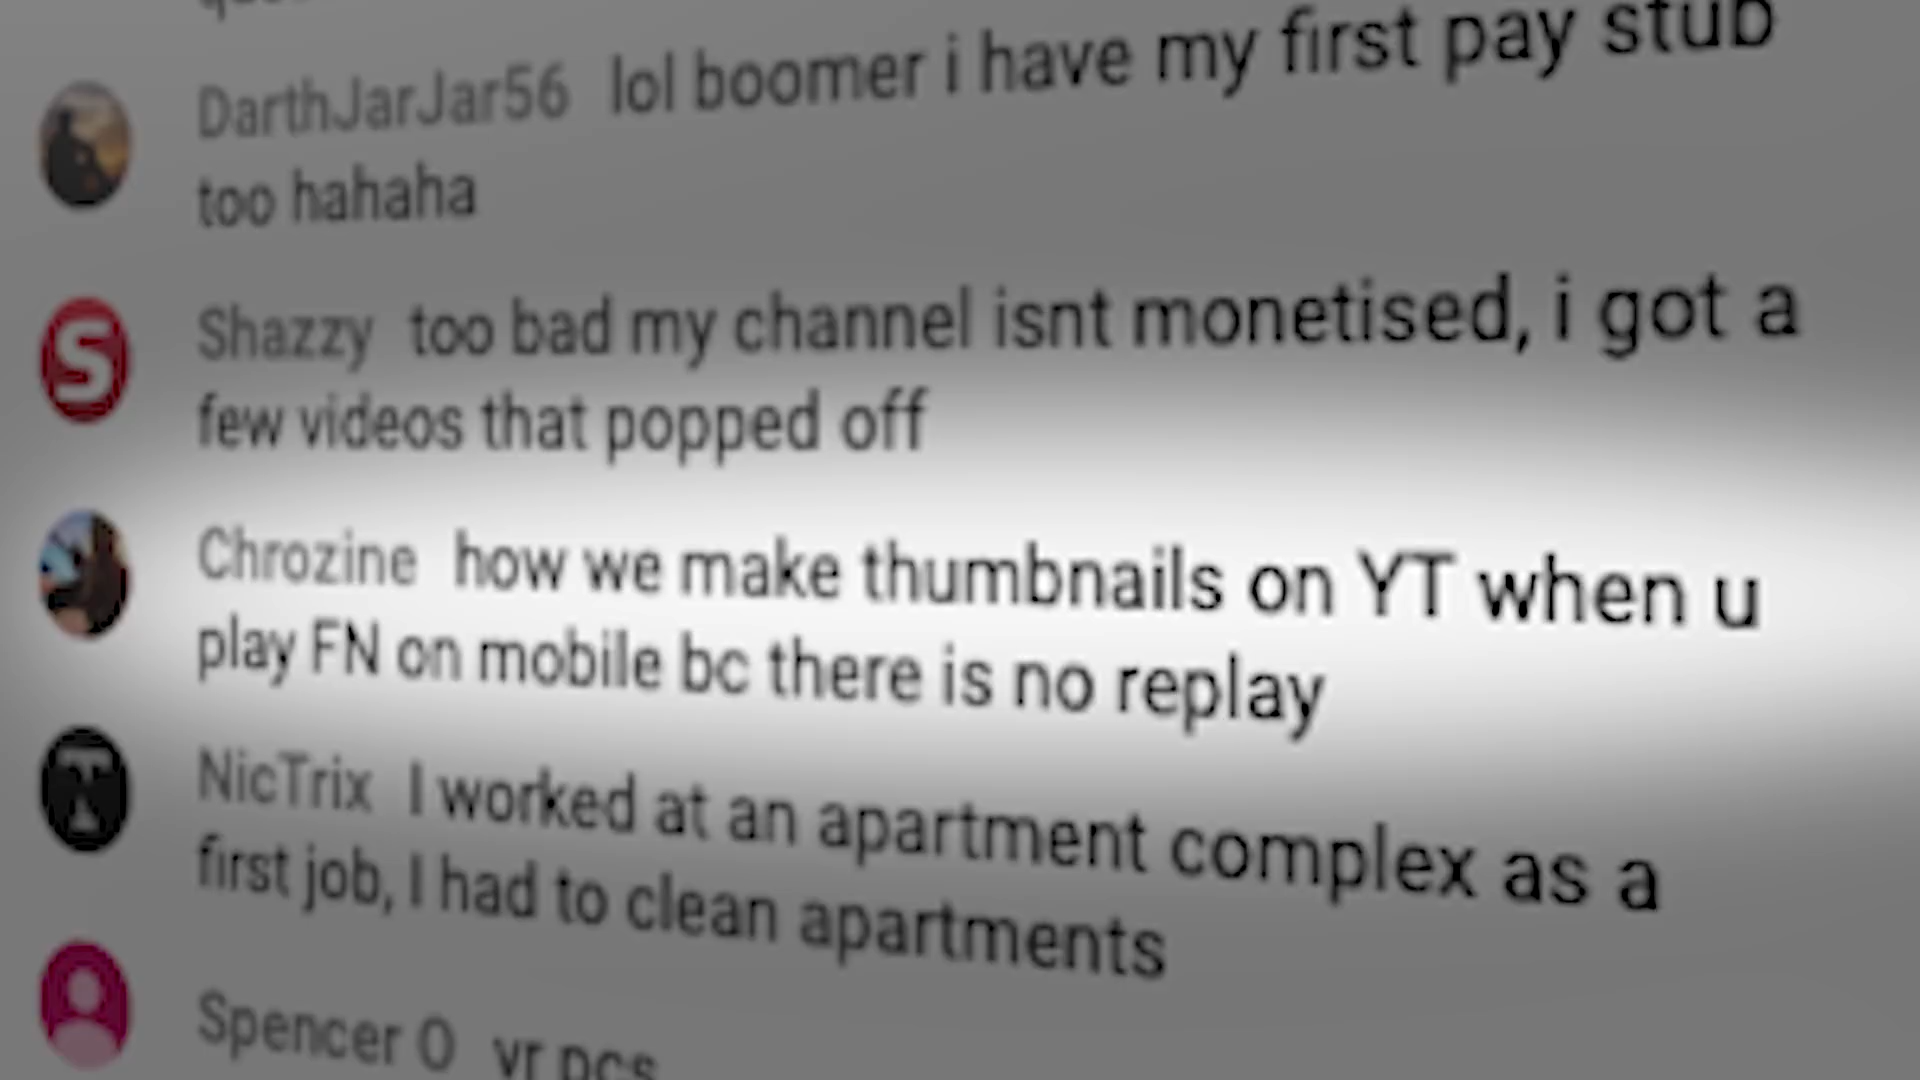 DarthJarJar56 lol boomer i have my first pay stub
too hahaha
S
Shazzy too bad my channel isnt monetised, i got a
few videos that popped off
Chrozine how we make thumbnails on YT when u
play FN on mobile bc there is no replay
NicTrix I worked at an apartment complex as a
first job, I had to clean apartments
Spencer O vr pcs